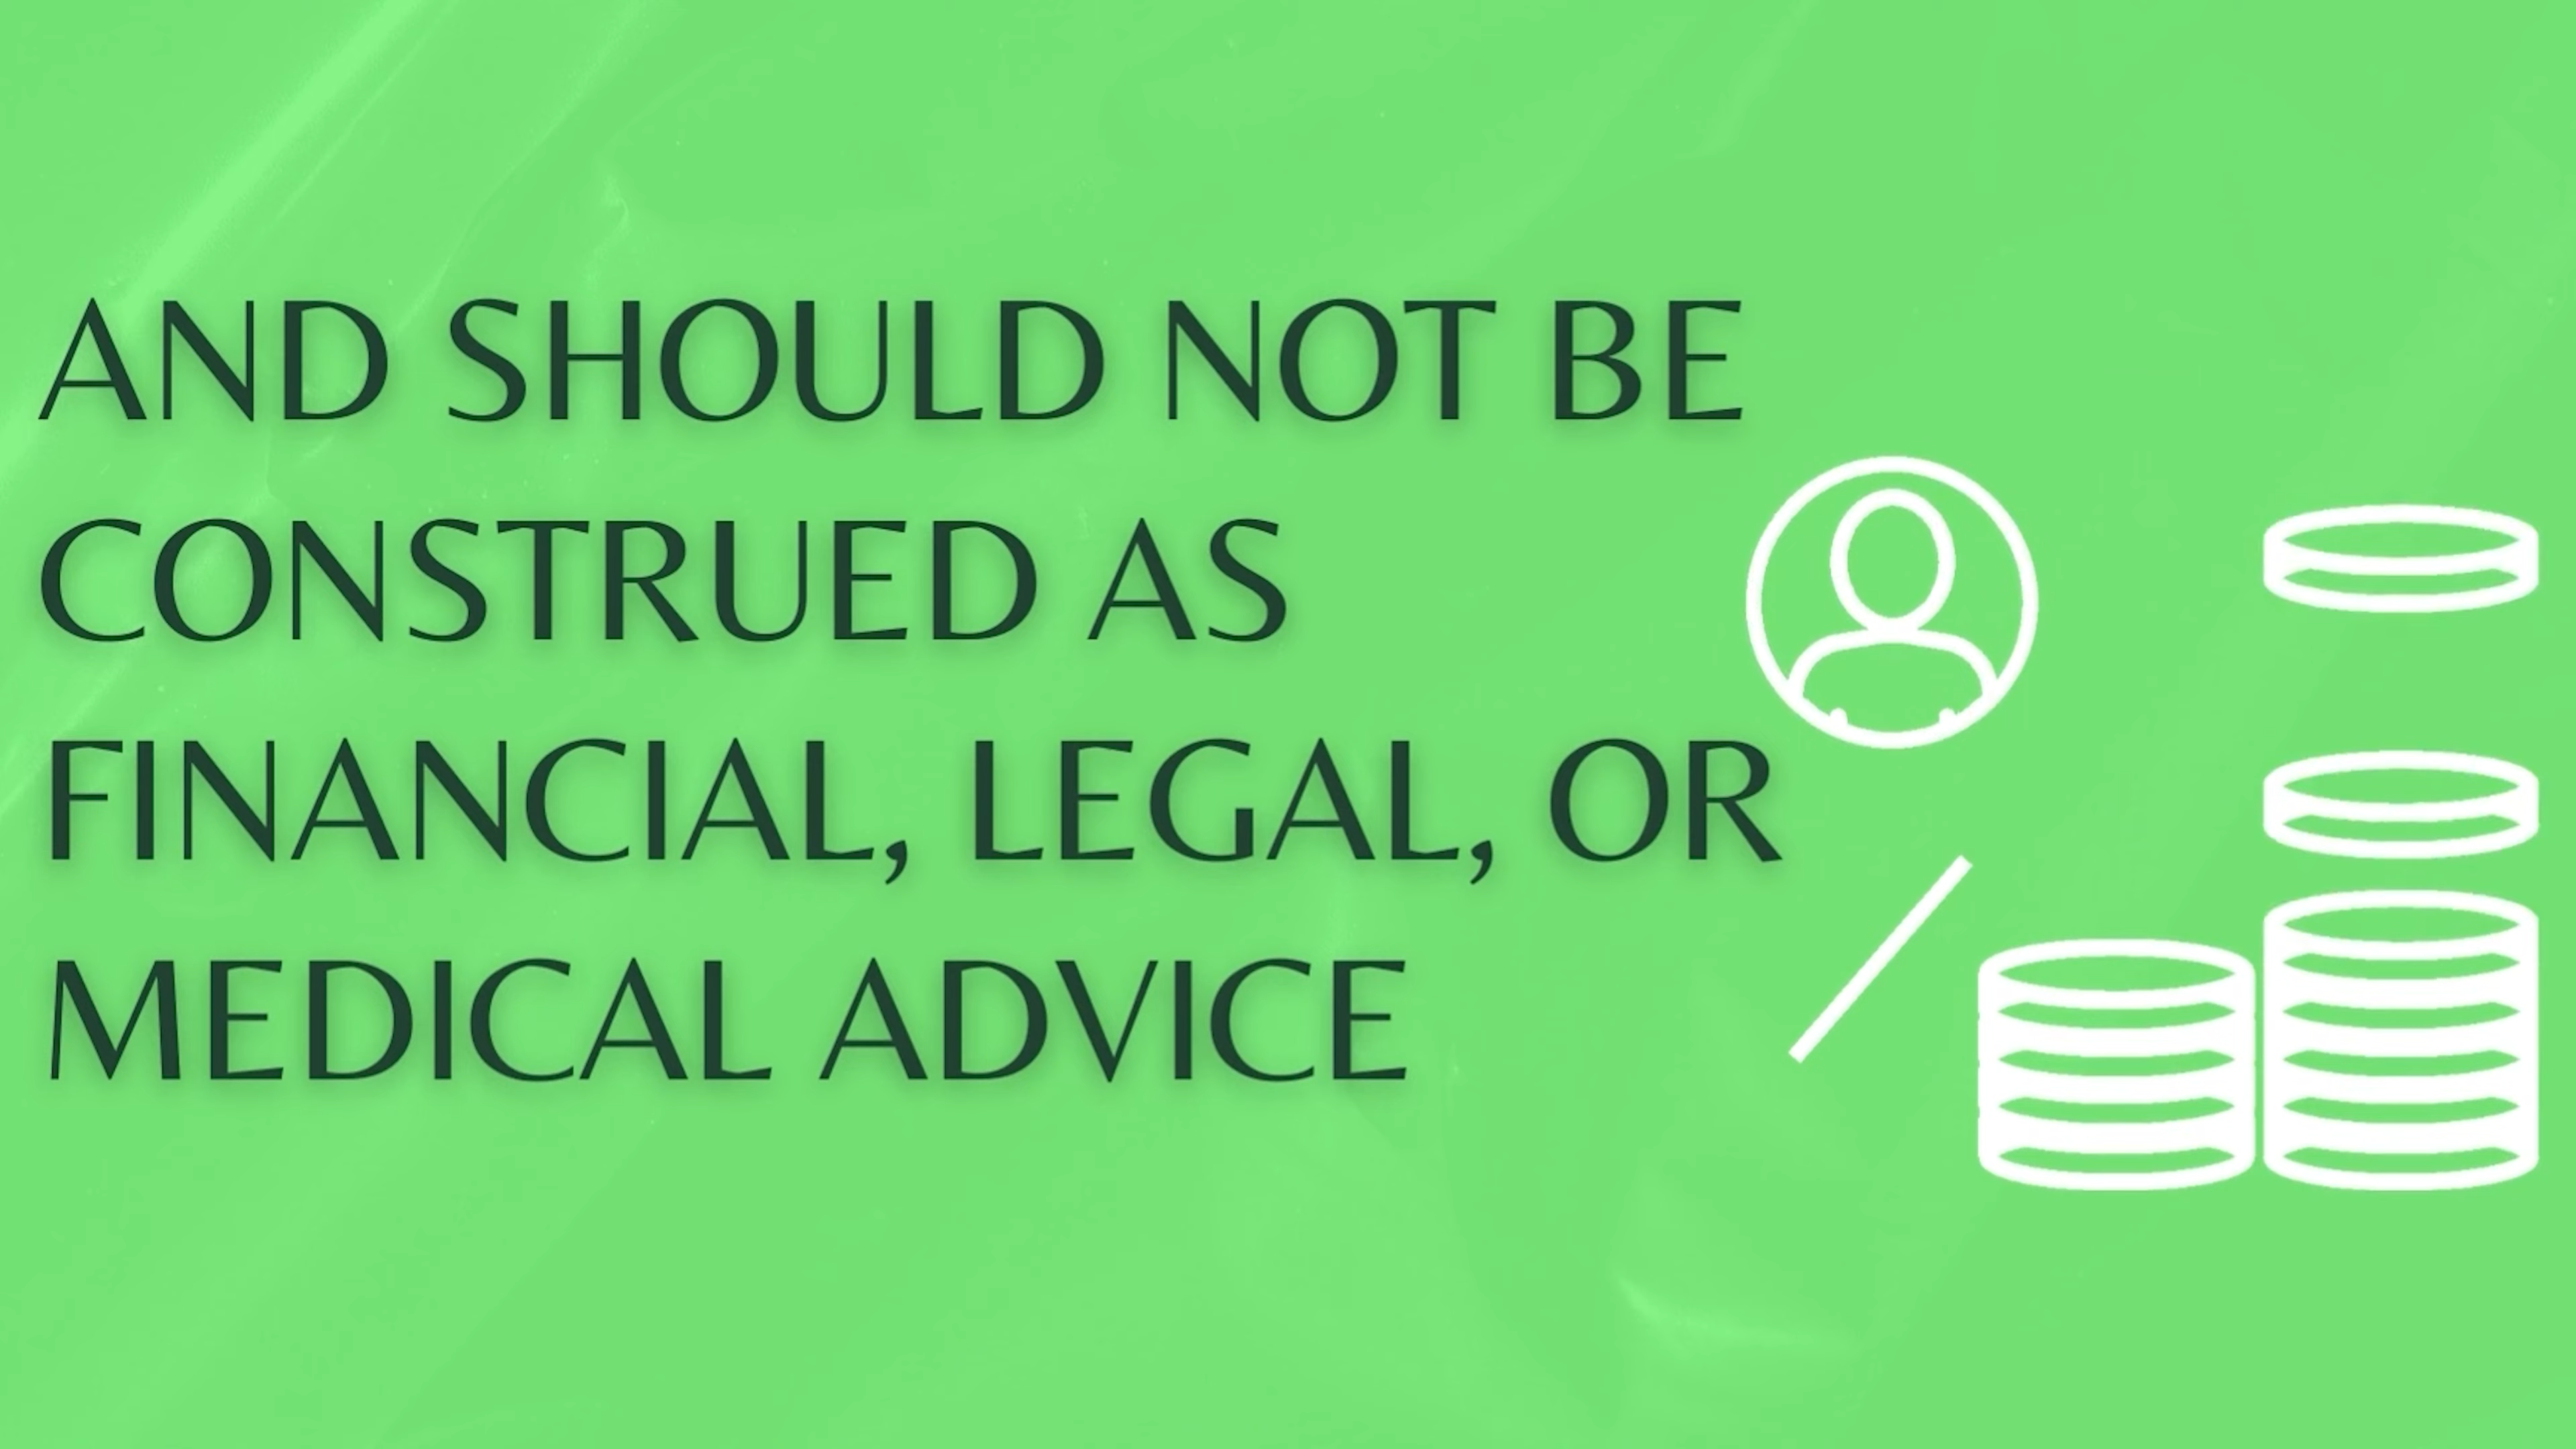 AND SHOULD NOT BE
CONSTRUED AS
FINANCIAL, LEGAL, OR
MEDICAL ADVICE